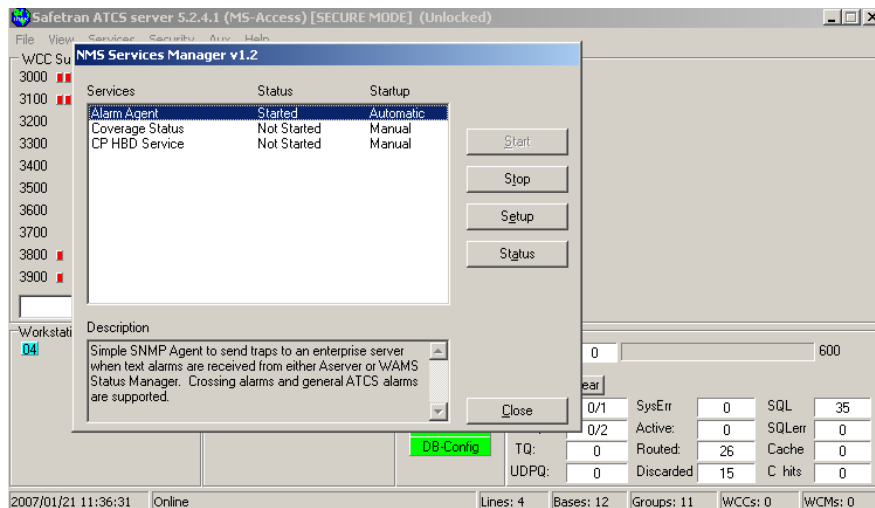 Safetran ATCS server 5.2.4.1 (MS-Access) [SECURE MODE] (Unlocked)
File View Services Security Aux Help
WCC Su
3000
3100
3200
3300
3400
3500
3600
3700
3800
3900
NMS Services Manager v1.2
Services Status Startup
Alarm Agent Started Automatic
Coverage Status Not Started Manual
CP HBD Service Not Started Manual
Start
Stop
Setup
Status
Description
Simple SNMP Agent to send traps to an enterprise server
when text alarms are received from either Aserver or WAMS
Status Manager. Crossing alarms and general ATCS alarms
are supported.
Close
Workstati
04
0 600
ear
0/1 SysErr 0 SQL 35
0/2 Active: 0 SQLerr 0
DB-Config TQ: 0 Routed: 26 Cache 0
UDPQ: 0 Discarded 15 C hits 0
2007/01/21 11:36:31 Online Lines: 4 Bases: 12 Groups: 11 WCCs: 0 WCMs: 0